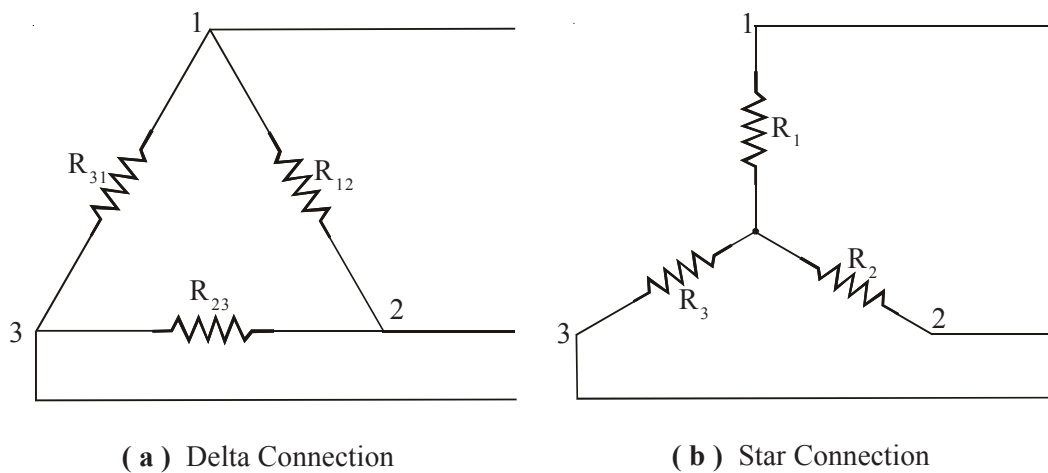 1
R31
R12
R23
3
2
1
R1
R2
R3
3
2
( a ) Delta Connection
( b ) Star Connection